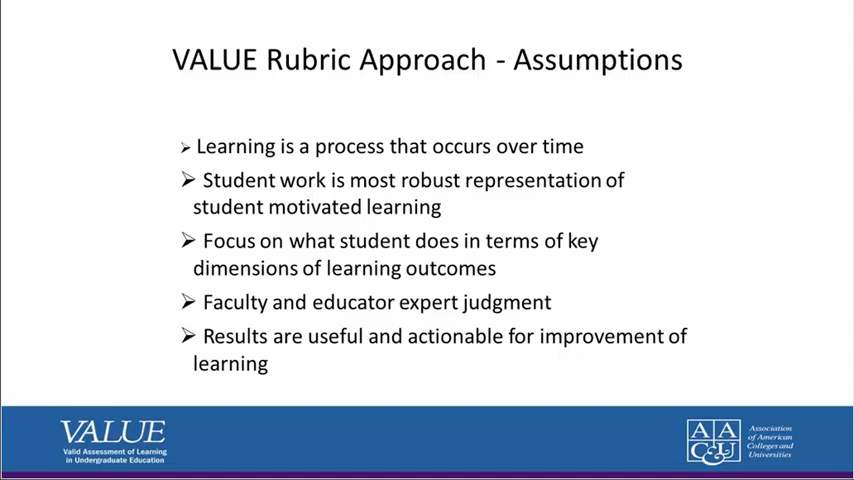 VALUE Rubric Approach - Assumptions
➢ Learning is a process that occurs over time
➢ Student work is most robust representation of
student motivated learning
➢ Focus on what student does in terms of key
dimensions of learning outcomes
➢ Faculty and educator expert judgment
➢ Results are useful and actionable for improvement of
learning
VALUE
Valid Assessment of Learning
in Undergraduate Education
AAC&U
Association
of American
Colleges and
Universities